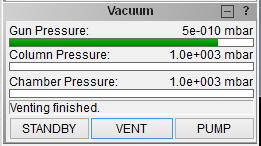 Vacuum – ?
Gun Pressure: 5e-010 mbar
Column Pressure: 1.0e+003 mbar
Chamber Pressure: 1.0e+003 mbar
Venting finished.
STANDBY VENT PUMP